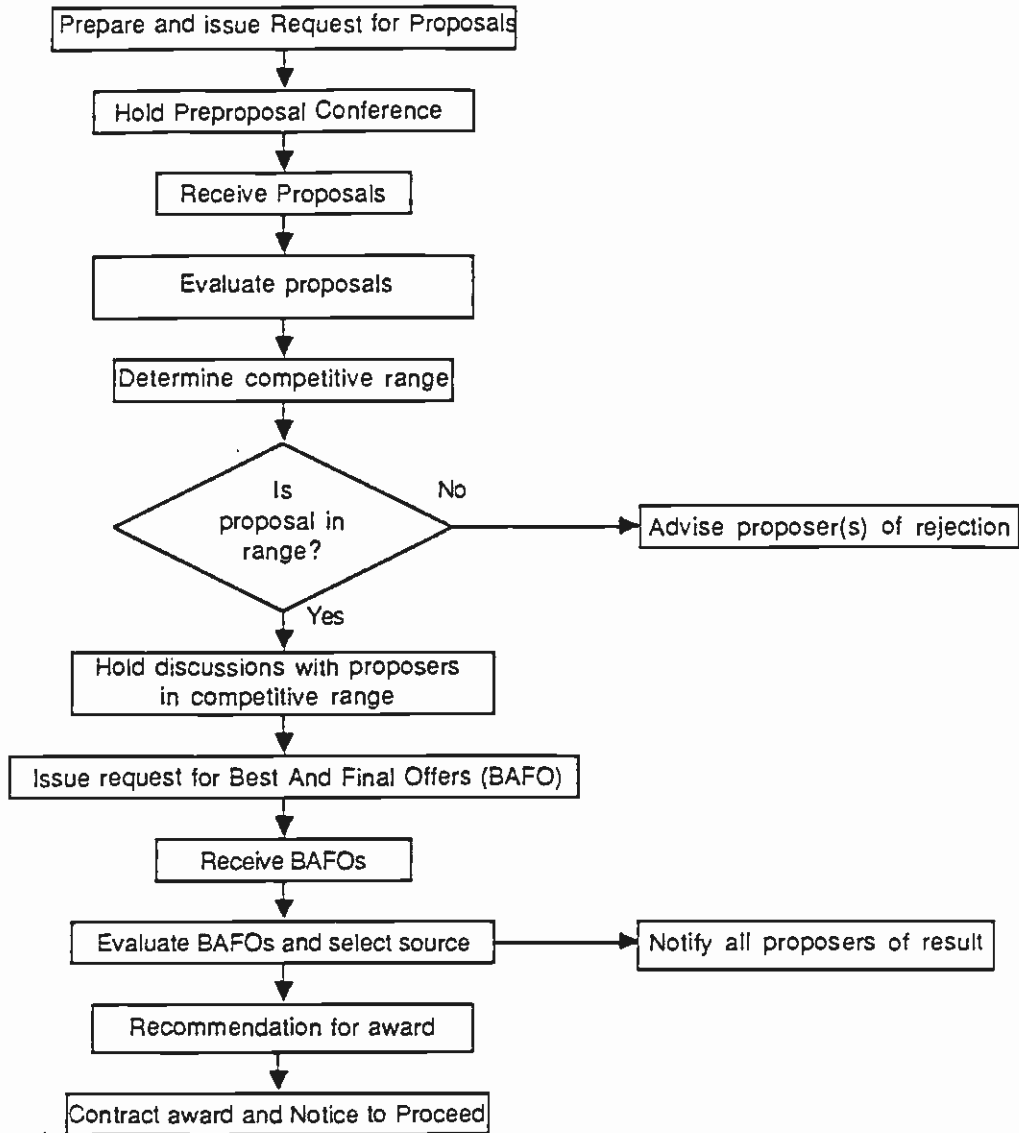 Prepare and issue Request for Proposals
Hold Preproposal Conference
Receive Proposals
Evaluate proposals
Determine competitive range
Is
proposal in
range?
No
Advise proposer(s) of rejection
Yes
Hold discussions with proposers
in competitive range
Issue request for Best And Final Offers (BAFO)
Receive BAFOs
Evaluate BAFOs and select source
Notify all proposers of result
Recommendation for award
Contract award and Notice to Proceed